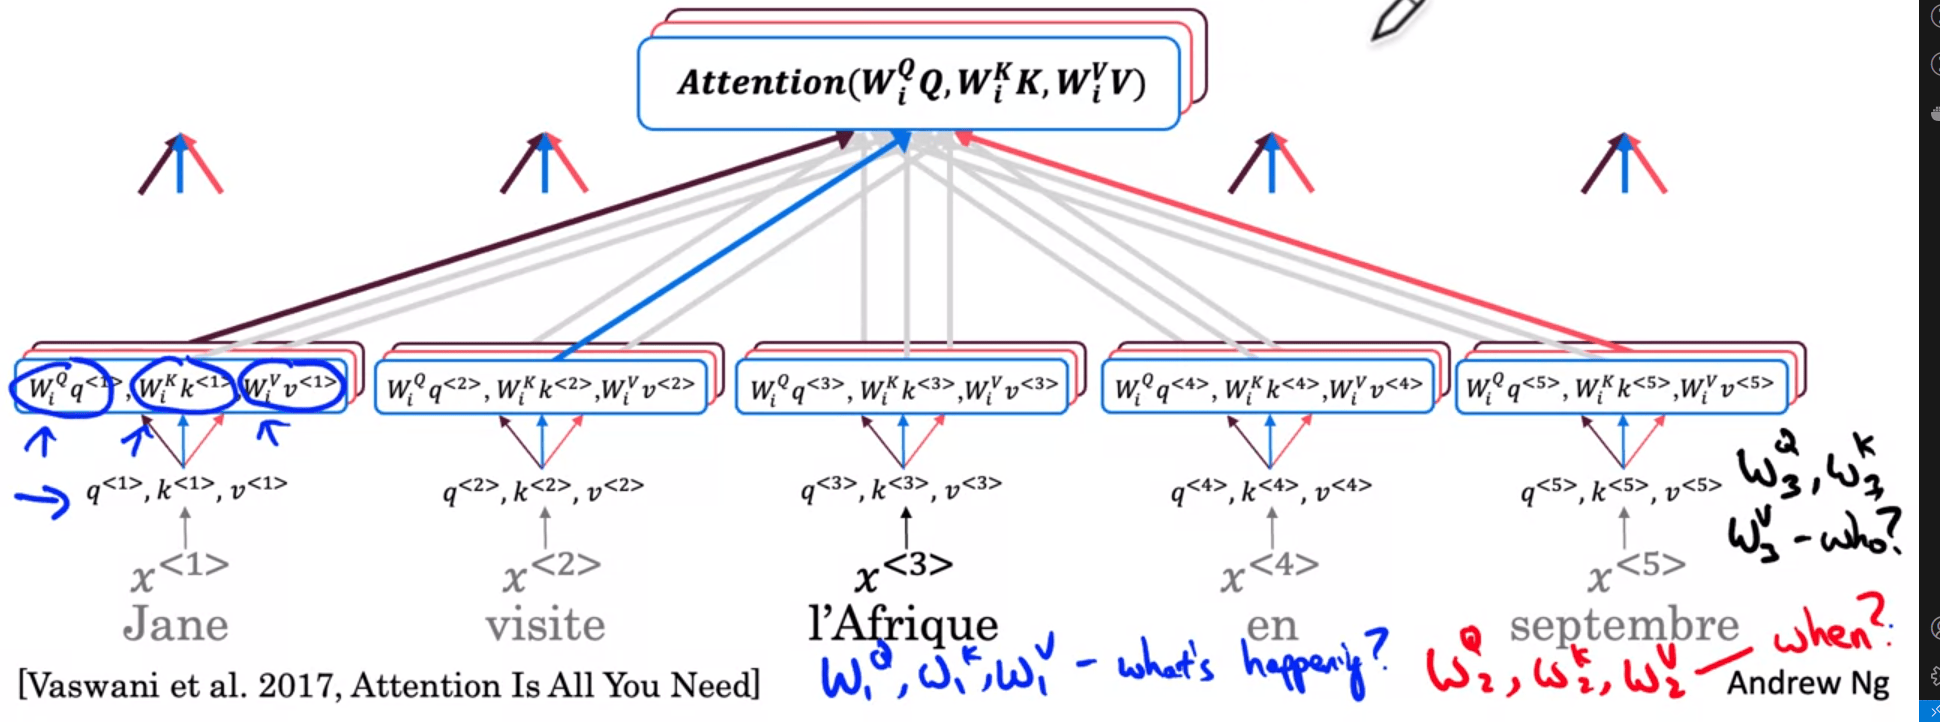 Attention(W_i^Q Q, W_i^K K, W_i^V V)
W_i^Q q^<1>, W_i^K k^<1>, W_i^V v^<1>
W_i^Q q^<2>, W_i^K k^<2>, W_i^V v^<2>
W_i^Q q^<3>, W_i^K k^<3>, W_i^V v^<3>
W_i^Q q^<4>, W_i^K k^<4>, W_i^V v^<4>
W_i^Q q^<5>, W_i^K k^<5>, W_i^V v^<5>
q^<1>, k^<1>, v^<1>
q^<2>, k^<2>, v^<2>
q^<3>, k^<3>, v^<3>
q^<4>, k^<4>, v^<4>
q^<5>, k^<5>, v^<5>
W_3^Q, W_3^K
W_3^V - who?
x^<1>
x^<2>
x^<3>
x^<4>
x^<5>
Jane
visite
l'Afrique
en
septembre
W_1^Q, W_1^K, W_1^V - what's happening?
W_2^Q, W_2^K, W_2^V — when?
[Vaswani et al. 2017, Attention Is All You Need]
Andrew Ng